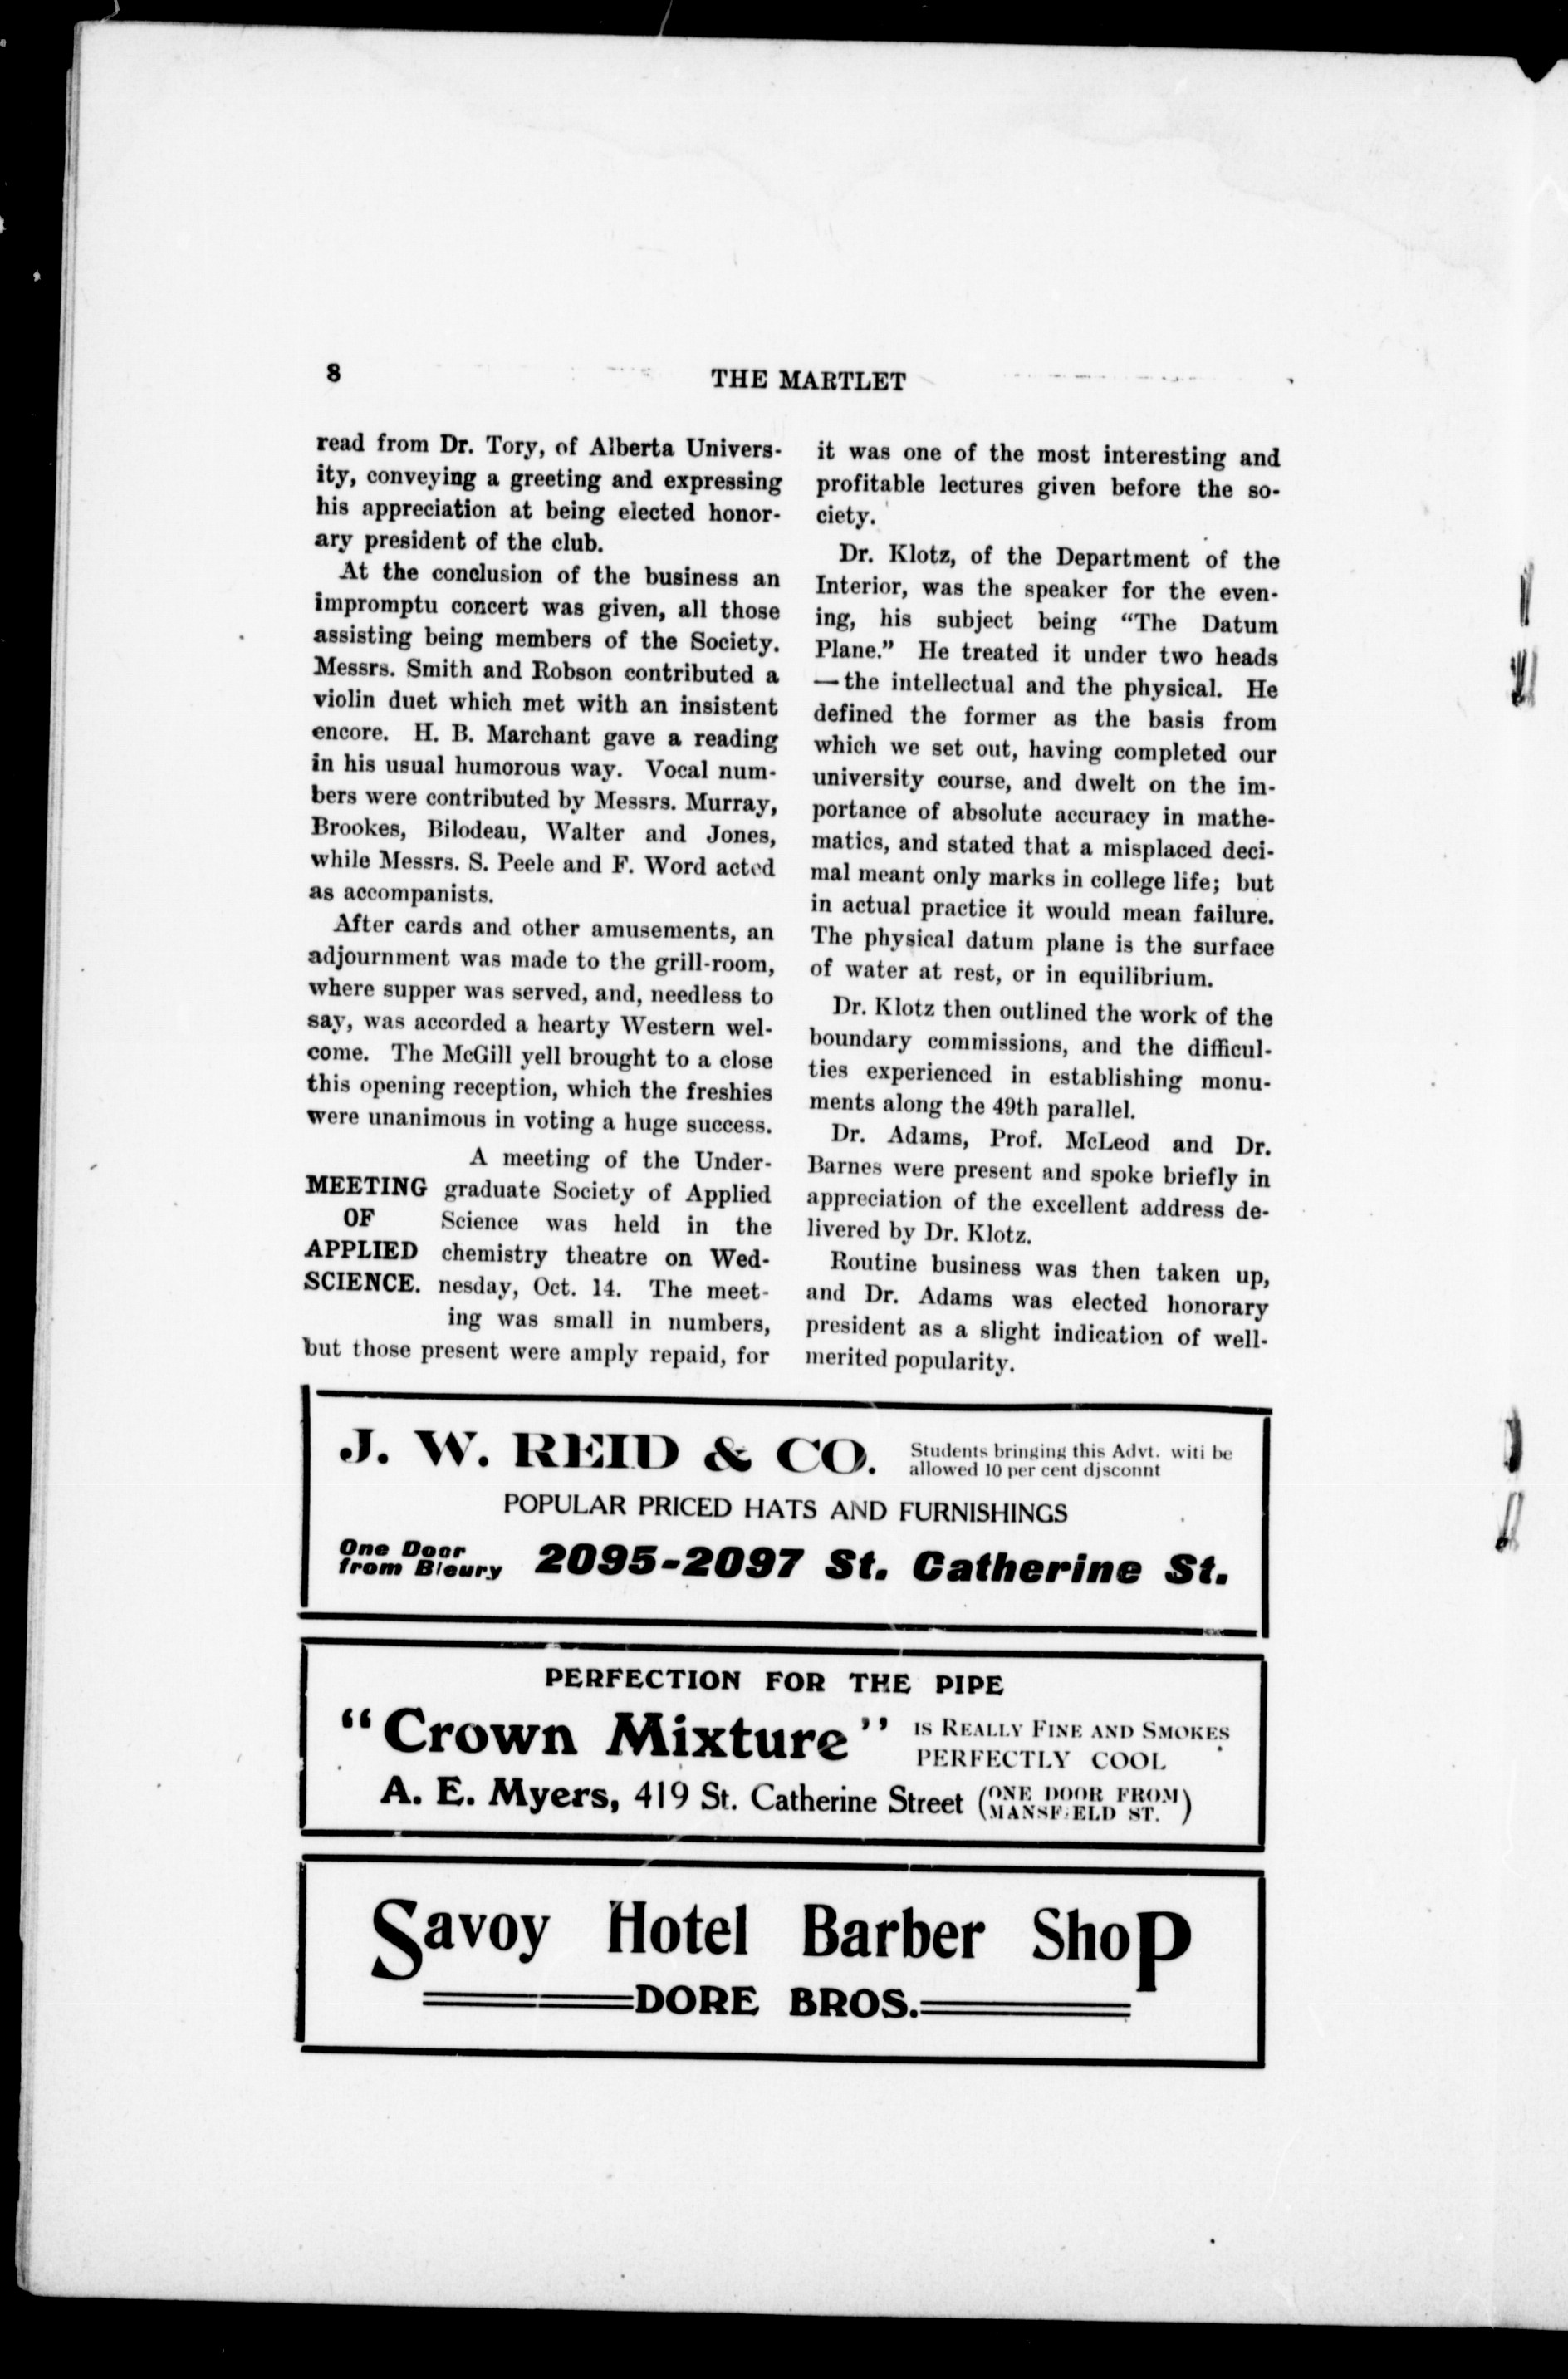 8
THE MARTLET
read from Dr. Tory, of Alberta Univers-
ity, conveying a greeting and expressing
his appreciation at being elected honor-
ary president of the club.
At the conclusion of the business an
impromptu concert was given, all those
assisting being members of the Society.
Messrs. Smith and Robson contributed a
violin duet which met with an insistent
encore. H. B. Marchant gave a reading
in his usual humorous way. Vocal num-
bers were contributed by Messrs. Murray,
Brookes, Bilodeau, Walter and Jones,
while Messrs. S. Peele and F. Word acted
as accompanists.
After cards and other amusements, an
adjournment was made to the grill-room,
where supper was served, and, needless to
say, was accorded a hearty Western wel-
come. The McGill yell brought to a close
this opening reception, which the freshies
were unanimous in voting a huge success.
A meeting of the Under-
MEETING graduate Society of Applied
OF Science was held in the
APPLIED chemistry theatre on Wed-
SCIENCE. nesday, Oct. 14. The meet-
ing was small in numbers,
but those present were amply repaid, for
it was one of the most interesting and
profitable lectures given before the so-
ciety.
Dr. Klotz, of the Department of the
Interior, was the speaker for the even-
ing, his subject being “The Datum
Plane.” He treated it under two heads
—the intellectual and the physical. He
defined the former as the basis from
which we set out, having completed our
university course, and dwelt on the im-
portance of absolute accuracy in mathe-
matics, and stated that a misplaced deci-
mal meant only marks in college life; but
in actual practice it would mean failure.
The physical datum plane is the surface
of water at rest, or in equilibrium.
Dr. Klotz then outlined the work of the
boundary commissions, and the difficul-
ties experienced in establishing monu-
ments along the 49th parallel.
Dr. Adams, Prof. McLeod and Dr.
Barnes were present and spoke briefly in
appreciation of the excellent address de-
livered by Dr. Klotz.
Routine business was then taken up,
and Dr. Adams was elected honorary
president as a slight indication of well-
merited popularity.
J. W. REID & CO.
Students bringing this Advt. witi be
allowed 10 per cent djsconnt
POPULAR PRICED HATS AND FURNISHINGS
One Door
from Bleury
2095-2097 St. Catherine St.
PERFECTION FOR THE PIPE
“Crown Mixture”
IS REALLY FINE AND SMOKES
PERFECTLY COOL
A. E. Myers, 419 St. Catherine Street
(ONE DOOR FROM
MANSFIELD ST.)
Savoy Hotel Barber Shop
DORE BROS.